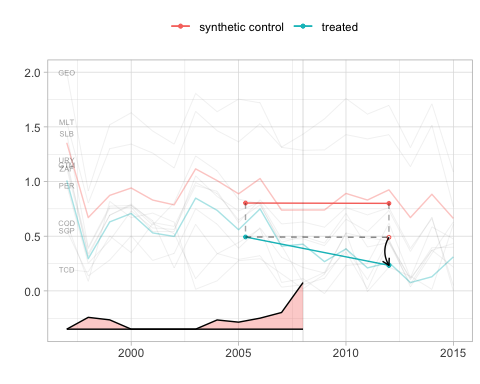 synthetic control treated
2.0
GEO
1.5
MLT
SLB
1.0
PER
0.5
COD
SGP
TCD
0.0
2000 2005 2010 2015